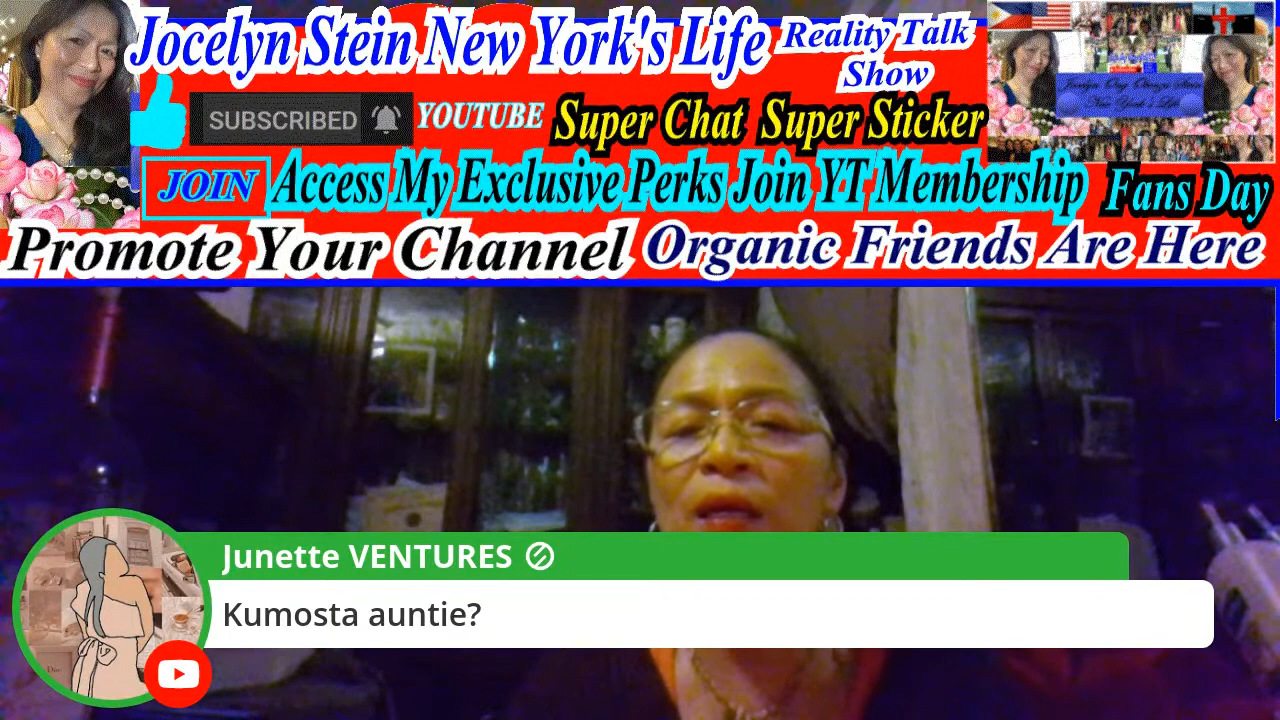 Jocelyn Stein New York's Life
Reality Talk
Show
SUBSCRIBED
YOUTUBE
Super Chat Super Sticker
JOIN
Access My Exclusive Perks Join YT Membership
Fans Day
Promote Your Channel
Organic Friends Are Here
Junette VENTURES
Kumosta auntie?